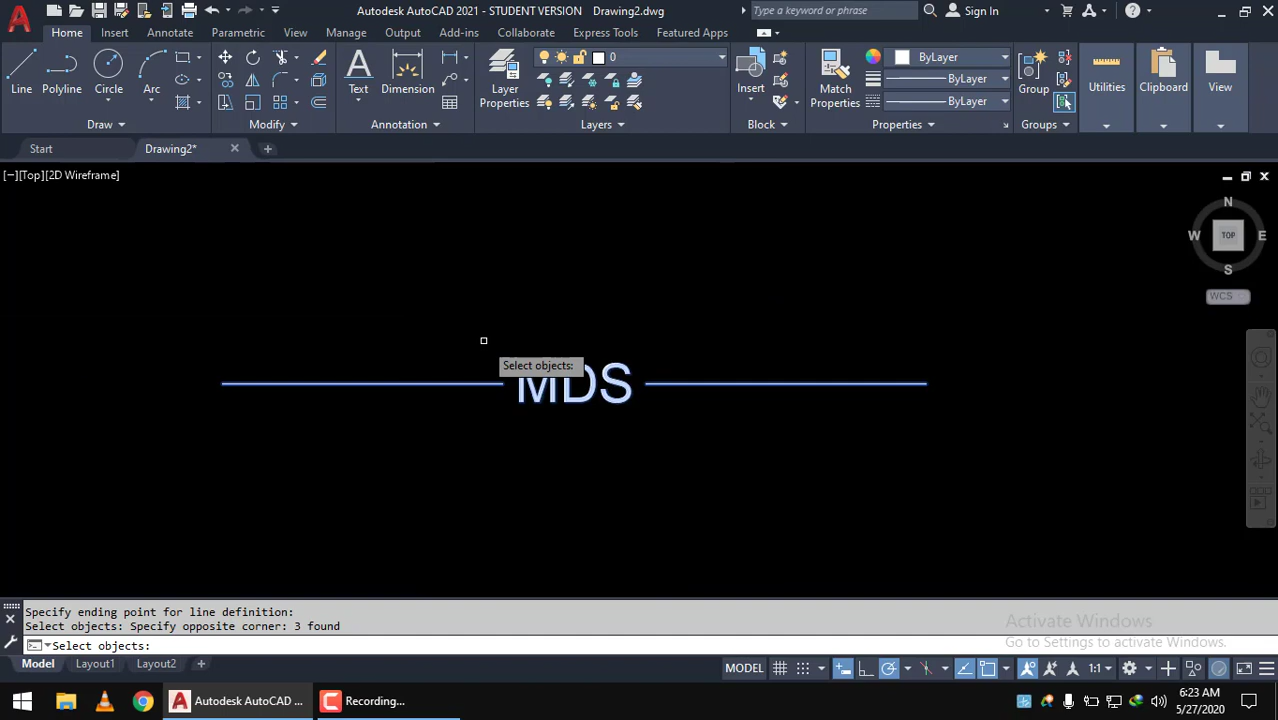 Autodesk AutoCAD 2021 - STUDENT VERSION Drawing2.dwg
Type a keyword or phrase
Sign In
Home Insert Annotate Parametric View Manage Output Add-ins Collaborate Express Tools Featured Apps
Line Polyline Circle Arc
Text Dimension
Layer Properties
0
Insert
Match Properties
ByLayer
ByLayer
ByLayer
Group
Utilities Clipboard View
Draw Modify Annotation Layers Block Properties Groups
Start Drawing2*
[−][Top][2D Wireframe]
N
W TOP E
S
WCS
Select objects:
MDS
Specify ending point for line definition:
Select objects: Specify opposite corner: 3 found
Select objects:
Activate Windows
Go to Settings to activate Windows.
Model Layout1 Layout2
MODEL 1:1
Autodesk AutoCAD ... Recording...
6:23 AM
5/27/2020